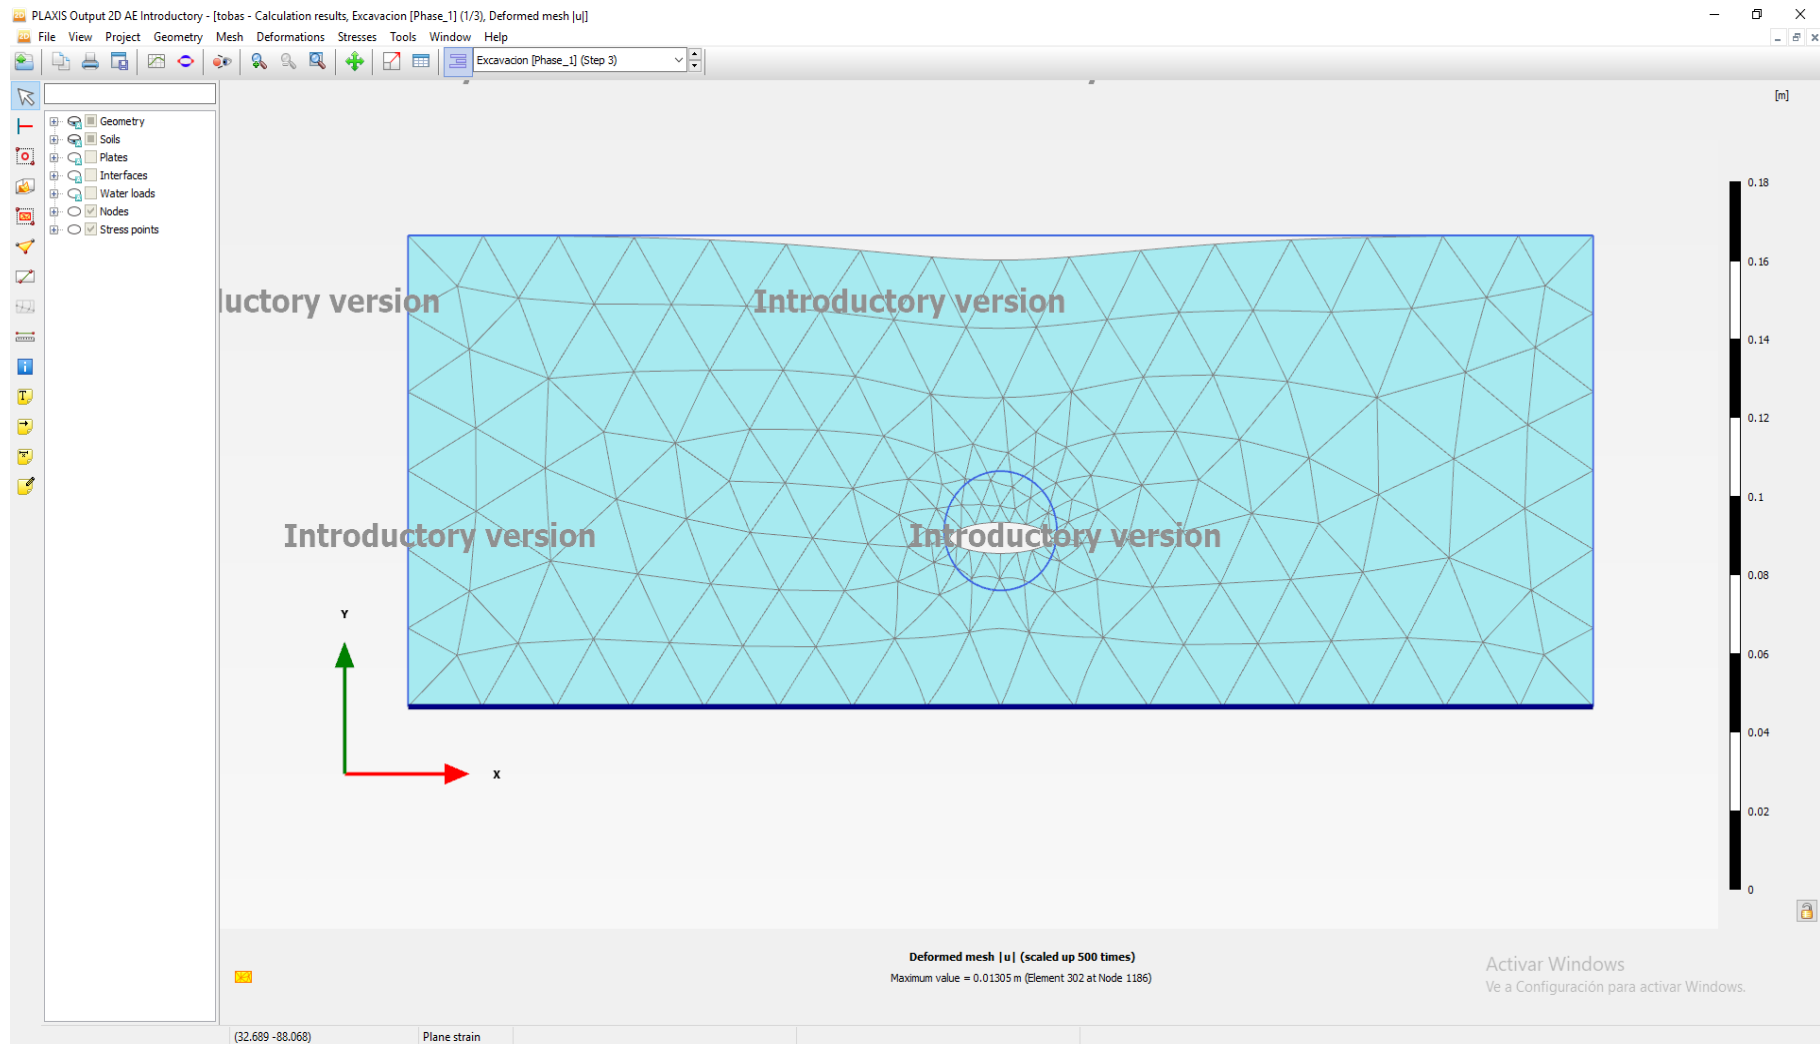 PLAXIS Output 2D AE Introductory - [tobas - Calculation results, Excavacion [Phase_1] (1/3), Deformed mesh |u|]
File View Project Geometry Mesh Deformations Stresses Tools Window Help
Excavacion [Phase_1] (Step 3)
Geometry
Soils
Plates
Interfaces
Water loads
Nodes
Stress points
[m]
0.18
0.16
0.14
0.12
0.1
0.08
0.06
0.04
0.02
0
ductory version
Introductory version
Introductory version
Introductory version
Y
X
Deformed mesh |u| (scaled up 500 times)
Maximum value = 0.01305 m (Element 302 at Node 1186)
Activar Windows
Ve a Configuración para activar Windows.
(32.689 -88.068)
Plane strain